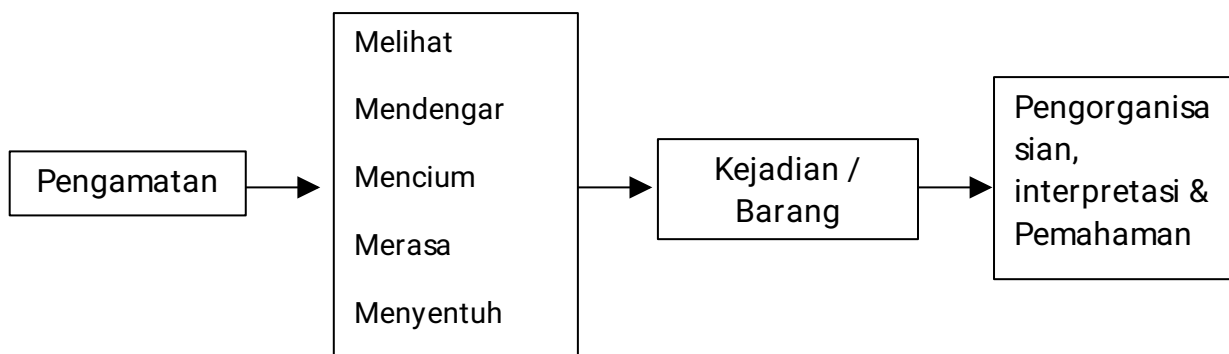 Pengamatan
Melihat
Mendengar
Mencium
Merasa
Menyentuh
Kejadian /
Barang
Pengorganisa
sian,
interpretasi &
Pemahaman